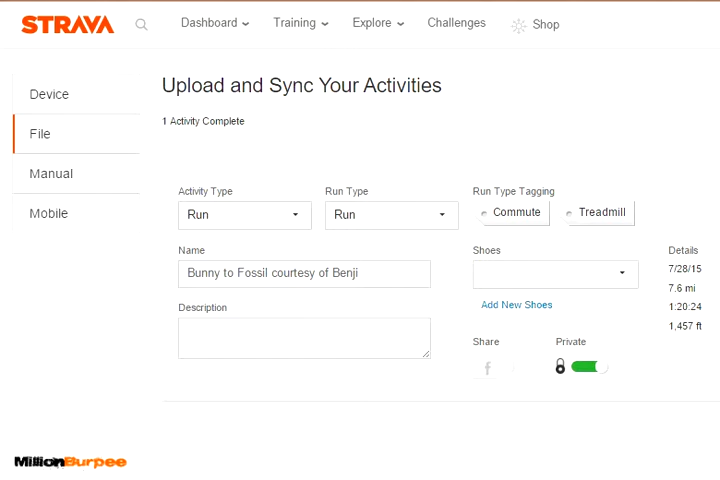 STRAVA
Dashboard Training Explore Challenges Shop
Upload and Sync Your Activities
Device
1 Activity Complete
File
Manual
Mobile
Activity Type Run Type Run Type Tagging
Run Run Commute Treadmill
Name Shoes Details
Bunny to Fossil courtesy of Benji
7/28/15
7.6 mi
1:20:24
1,457 ft
Add New Shoes
Description
Share Private
f
MillionBurpee